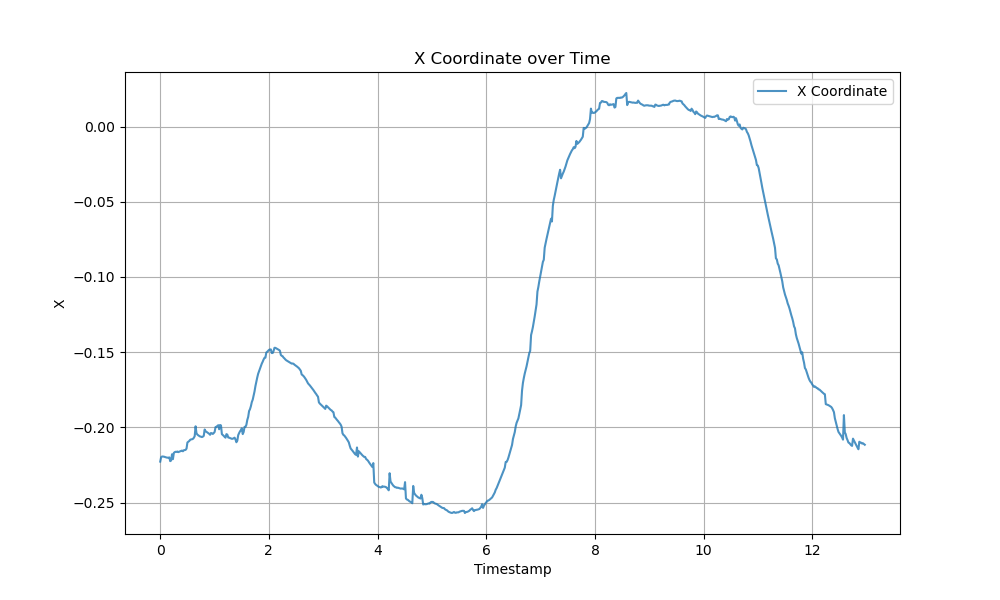 X Coordinate over Time
X Coordinate
0.00
−0.05
−0.10
−0.15
−0.20
−0.25
X
0 2 4 6 8 10 12
Timestamp